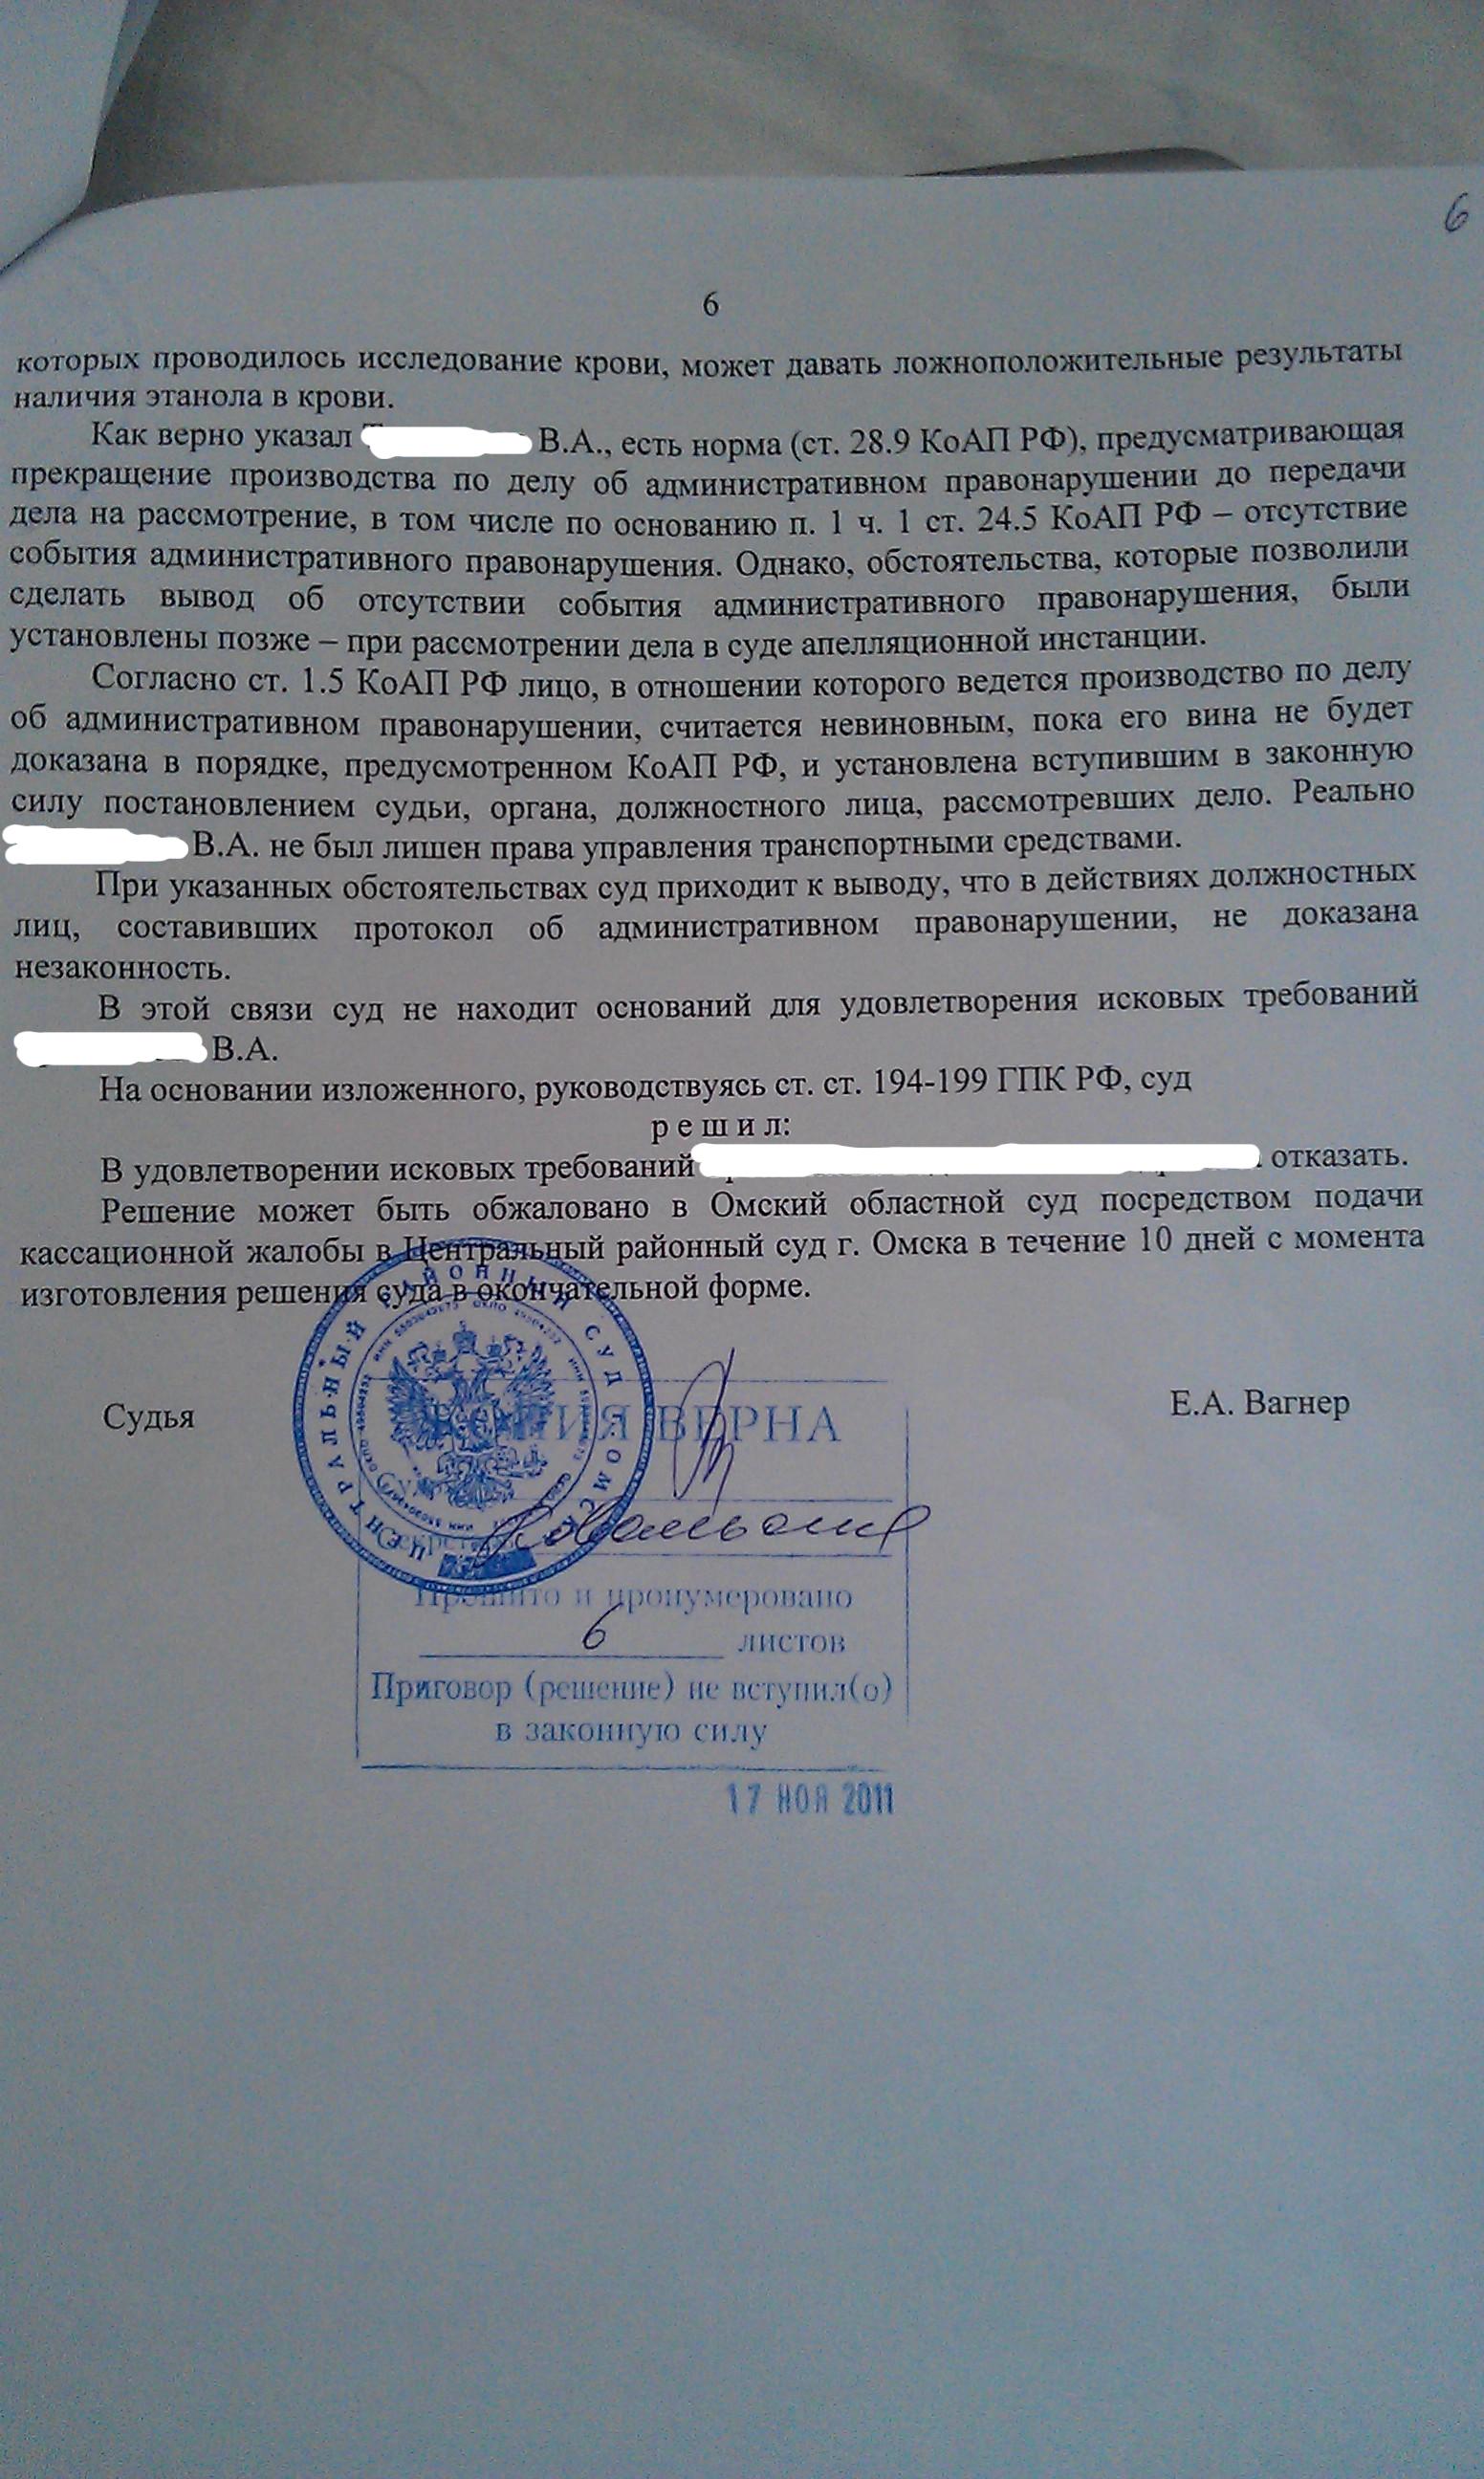 6
6
которых проводилось исследование крови, может давать ложноположительные результаты
наличия этанола в крови.
Как верно указал В.А., есть норма (ст. 28.9 КоАП РФ), предусматривающая
прекращение производства по делу об административном правонарушении до передачи
дела на рассмотрение, в том числе по основанию п. 1 ч. 1 ст. 24.5 КоАП РФ – отсутствие
события административного правонарушения. Однако, обстоятельства, которые позволили
сделать вывод об отсутствии события административного правонарушения, были
установлены позже – при рассмотрении дела в суде апелляционной инстанции.
Согласно ст. 1.5 КоАП РФ лицо, в отношении которого ведется производство по делу
об административном правонарушении, считается невиновным, пока его вина не будет
доказана в порядке, предусмотренном КоАП РФ, и установлена вступившим в законную
силу постановлением судьи, органа, должностного лица, рассмотревших дело. Реально
В.А. не был лишен права управления транспортными средствами.
При указанных обстоятельствах суд приходит к выводу, что в действиях должностных
лиц, составивших протокол об административном правонарушении, не доказана
незаконность.
В этой связи суд не находит оснований для удовлетворения исковых требований
В.А.
На основании изложенного, руководствуясь ст. ст. 194-199 ГПК РФ, суд
р е ш и л:
В удовлетворении исковых требований отказать.
Решение может быть обжаловано в Омский областной суд посредством подачи
кассационной жалобы в Центральный районный суд г. Омска в течение 10 дней с момента
изготовления решения суда в окончательной форме.
Судья
Е.А. Вагнер
ЦЕНТРАЛЬНЫЙ РАЙОННЫЙ СУД Г. ОМСКА
КОПИЯ ВЕРНА
Прошито и пронумеровано
6 листов
Приговор (решение) не вступил(о)
в законную силу
17 НОЯ 2011